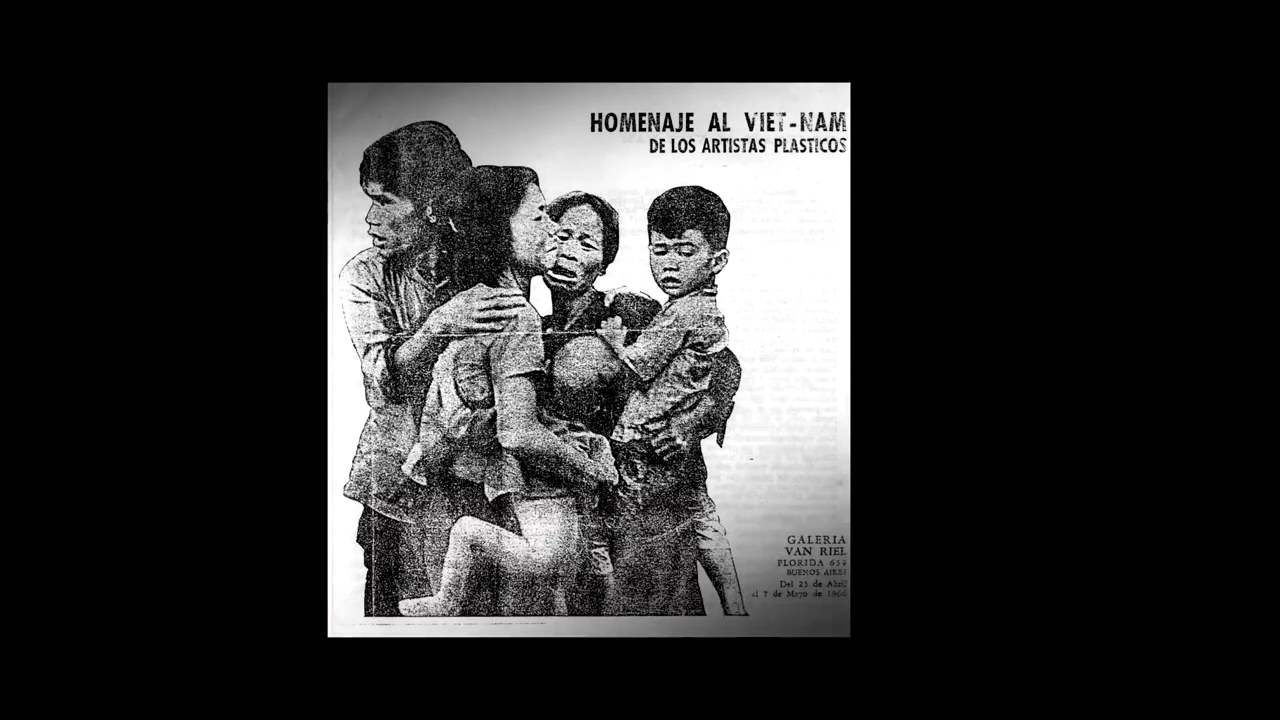 HOMENAJE AL VIET-NAM
DE LOS ARTISTAS PLASTICOS
GALERIA
VAN RIEL
FLORIDA 659
BUENOS AIRES
Del 25 de Abril
al 7 de Mayo de 1966